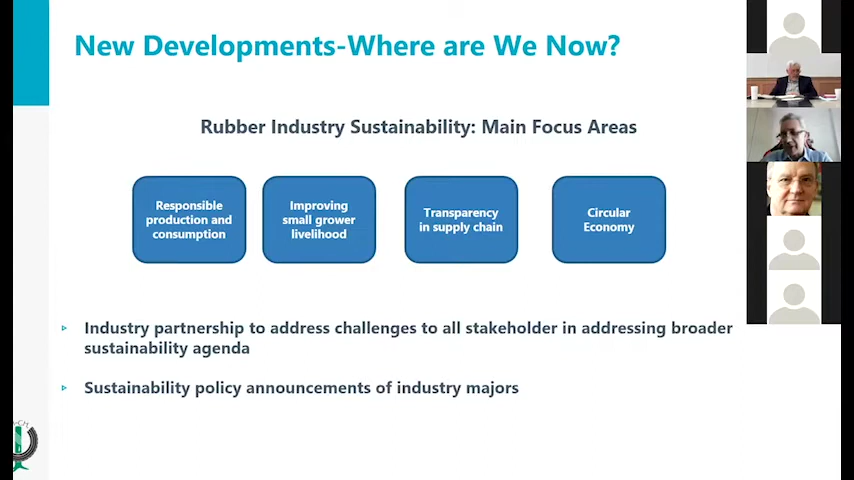 New Developments-Where are We Now?
Rubber Industry Sustainability: Main Focus Areas
Responsible
production and
consumption
Improving
small grower
livelihood
Transparency
in supply chain
Circular
Economy
Industry partnership to address challenges to all stakeholder in addressing broader
sustainability agenda
Sustainability policy announcements of industry majors